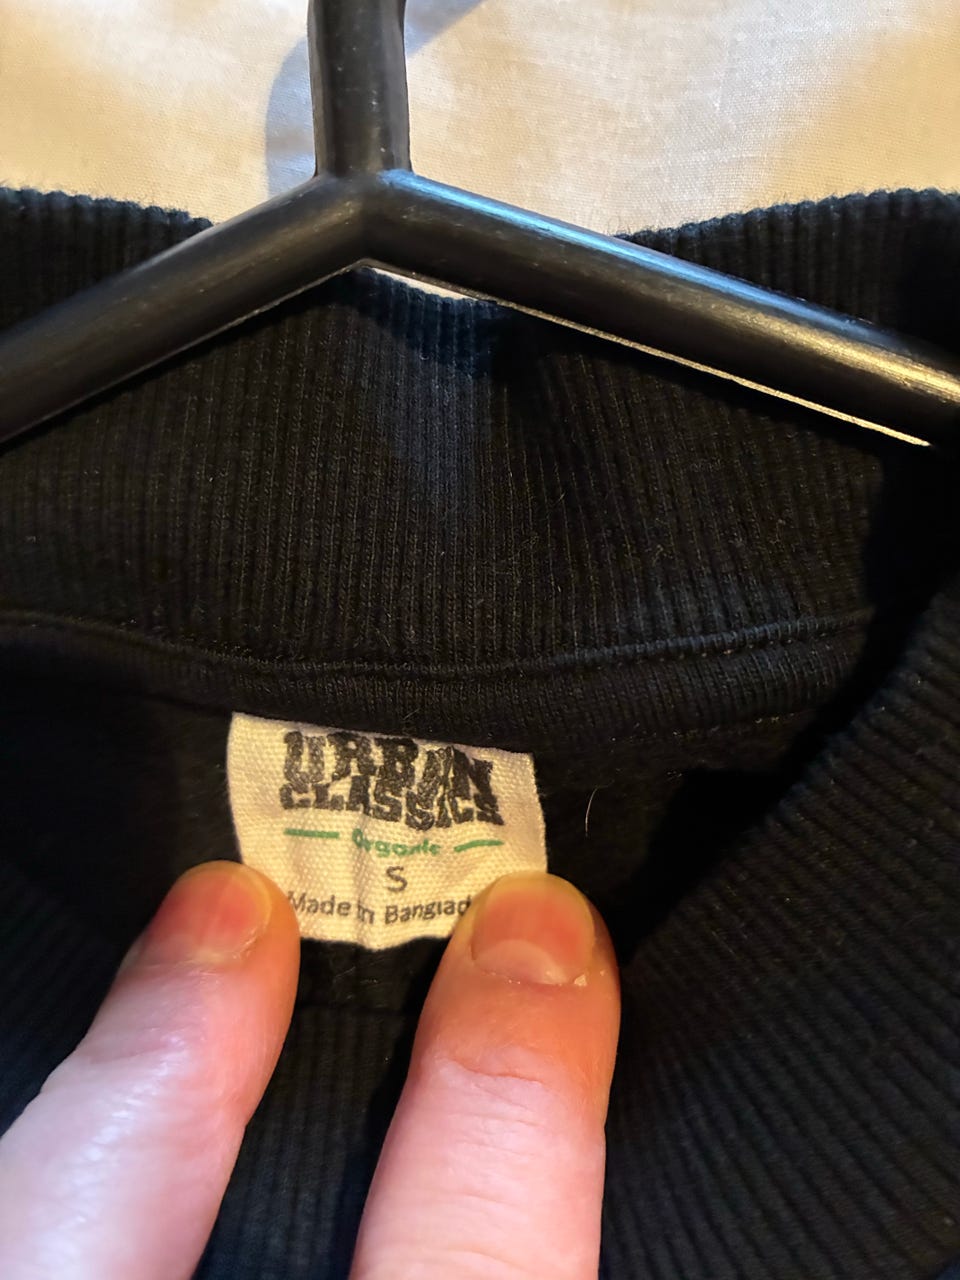 URBAN
CLASSICS
Organic
S
Made in Banglad